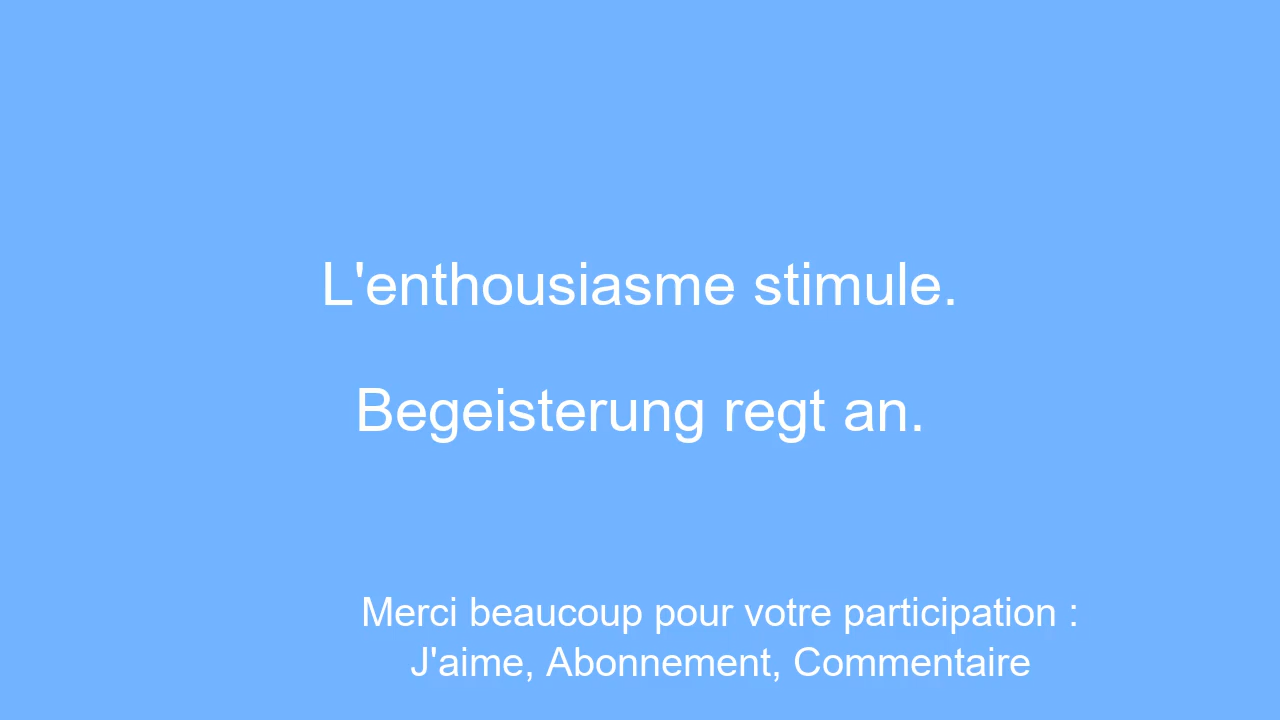 L'enthousiasme stimule.
Begeisterung regt an.
Merci beaucoup pour votre participation :
J'aime, Abonnement, Commentaire